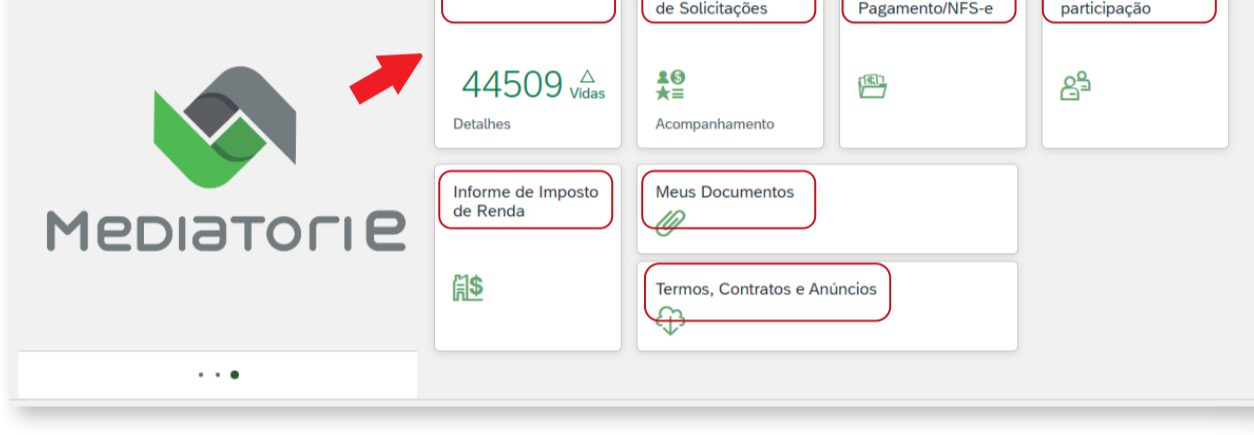 de Solicitações
Pagamento/NFS-e
participação
44509 Vidas
Detalhes
Acompanhamento
MEDIATORIE
Informe de Imposto
de Renda
Meus Documentos
Termos, Contratos e Anúncios